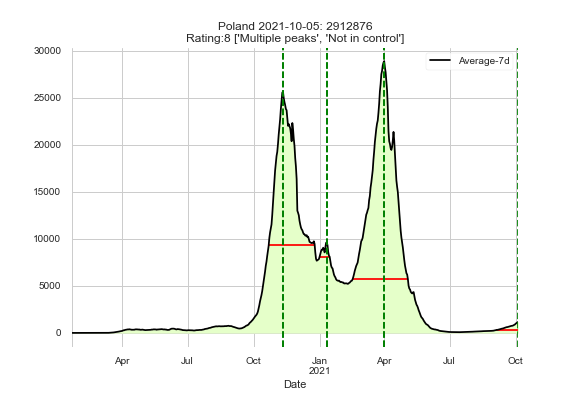 Poland 2021-10-05: 2912876
Rating:8 ['Multiple peaks', 'Not in control']
Average-7d
30000
25000
20000
15000
10000
5000
0
Apr Jul Oct Jan Apr Jul Oct
2021
Date